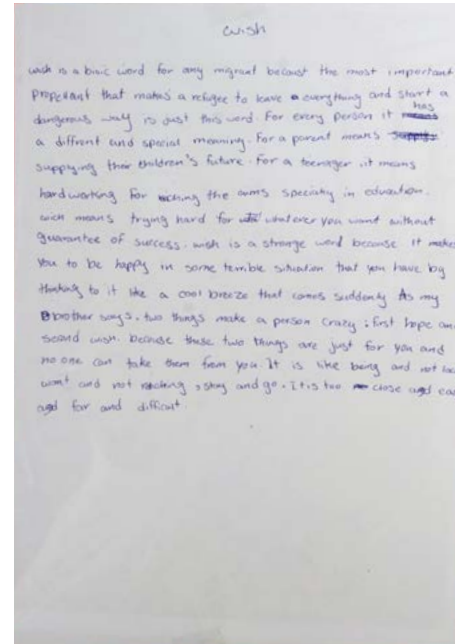 wish
wish is a basic word for any migrant because the most important
propellant that makes a refugee to leave everything and start a
dangerous way is just this word. For every person it has
a diffrent and special meaning. For a parent means
supplying their children's future. For a teenager it means
hard working for reaching the aims specialy in education.
wish means trying hard for whatever you want without
guarantee of success. wish is a strange word because it makes
you to be happy in some terrible situation that you have by
thinking to it like a cool breeze that comes suddenly As my
brother says. two things make a person crazy; first hope and
second wish. because these two things are just for you and
no one can take them from you. It is like being and not
want and not reaching, stay and go. It is too close and
and far and difficut.